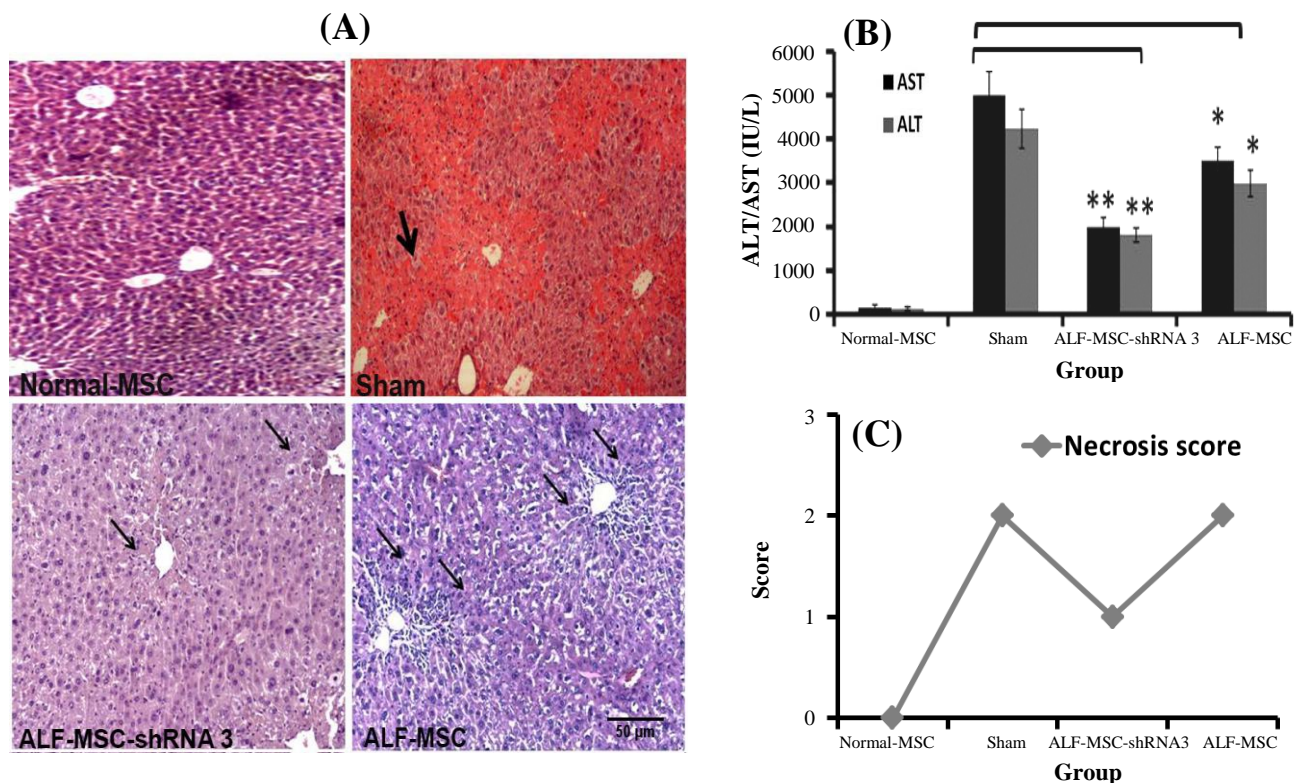 (A)
Normal-MSC
Sham
ALF-MSC-shRNA 3
ALF-MSC
50 µm
(B)
AST
ALT
ALT/AST (IU/L)
6000
5000
4000
3000
2000
1000
0
**
**
*
*
Normal-MSC
Sham
ALF-MSC-shRNA 3
ALF-MSC
Group
(C)
Necrosis score
Score
3
2
1
0
Normal-MSC
Sham
ALF-MSC-shRNA3
ALF-MSC
Group